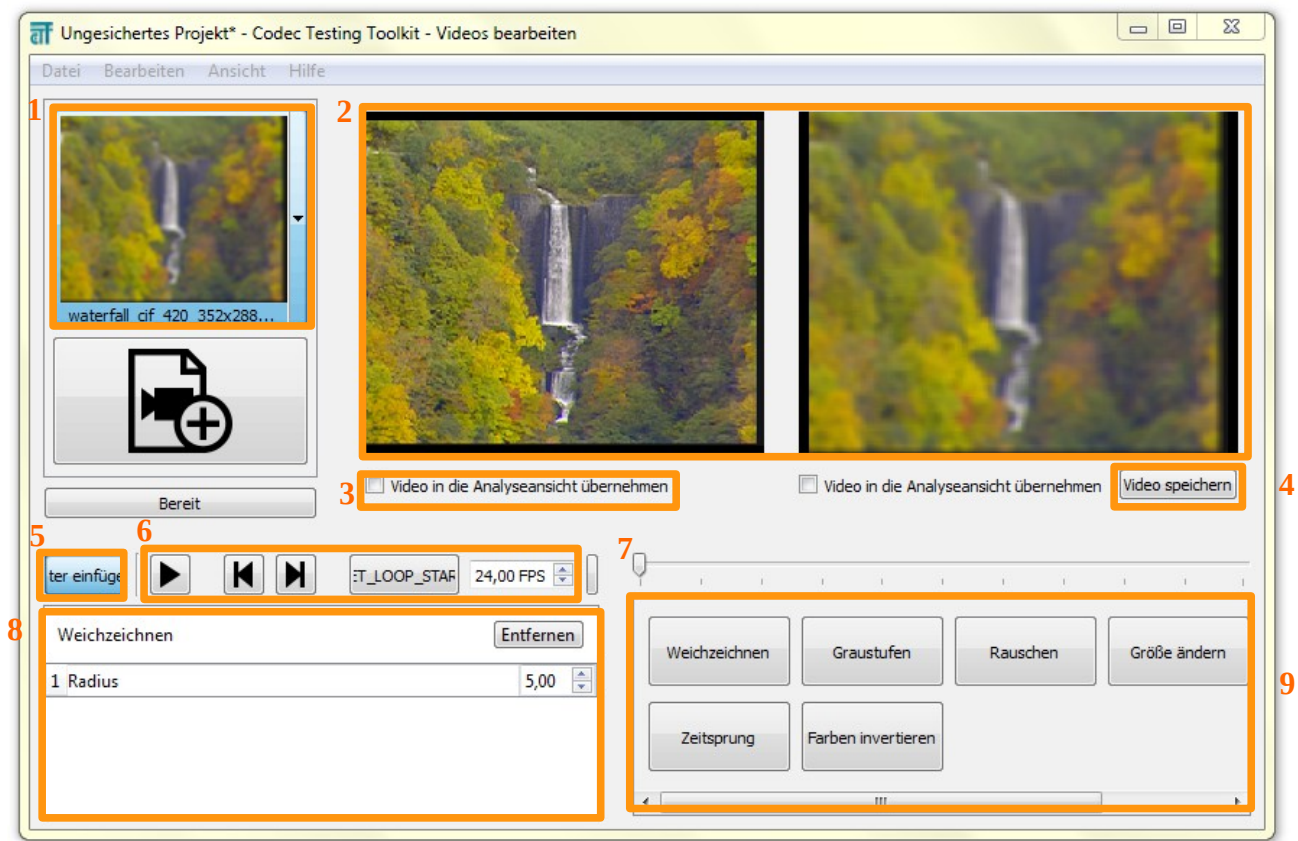 Ungesichertes Projekt* - Codec Testing Toolkit - Videos bearbeiten
Datei Bearbeiten Ansicht Hilfe
1
2
waterfall_cif_420_352x288...
3
Video in die Analyseansicht übernehmen
Video in die Analyseansicht übernehmen
Video speichern
4
Bereit
5
6
7
ter einfüge
ET_LOOP_STAR
24,00 FPS
8
Weichzeichnen
Entfernen
1 Radius
5,00
Weichzeichnen
Graustufen
Rauschen
Größe ändern
9
Zeitsprung
Farben invertieren